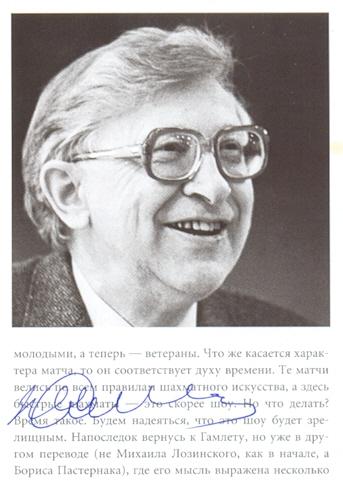 молодыми, а теперь — ветераны. Что же касается харак-
тера матча, то он соответствует духу времени. Те матчи
велись по всем правилам шахматного искусства, а здесь
быстрые шахматы — это скорее шоу. Но что делать?
Время такое. Будем надеяться, что это шоу будет зре-
лищным. Напоследок вернусь к Гамлету, но уже в дру-
гом переводе (не Михаила Лозинского, как в начале, а
Бориса Пастернака), где его мысль выражена несколько